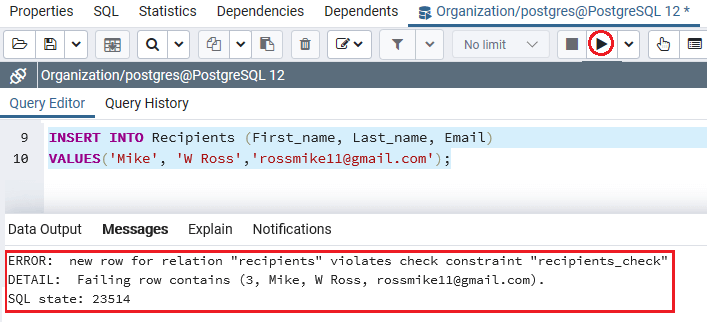 Properties SQL Statistics Dependencies Dependents Organization/postgres@PostgreSQL 12 *
No limit
Organization/postgres@PostgreSQL 12
Query Editor Query History
9 INSERT INTO Recipients (First_name, Last_name, Email)
10 VALUES('Mike', 'W Ross','rossmike11@gmail.com');
Data Output Messages Explain Notifications
ERROR:  new row for relation "recipients" violates check constraint "recipients_check"
DETAIL:  Failing row contains (3, Mike, W Ross, rossmike11@gmail.com).
SQL state: 23514